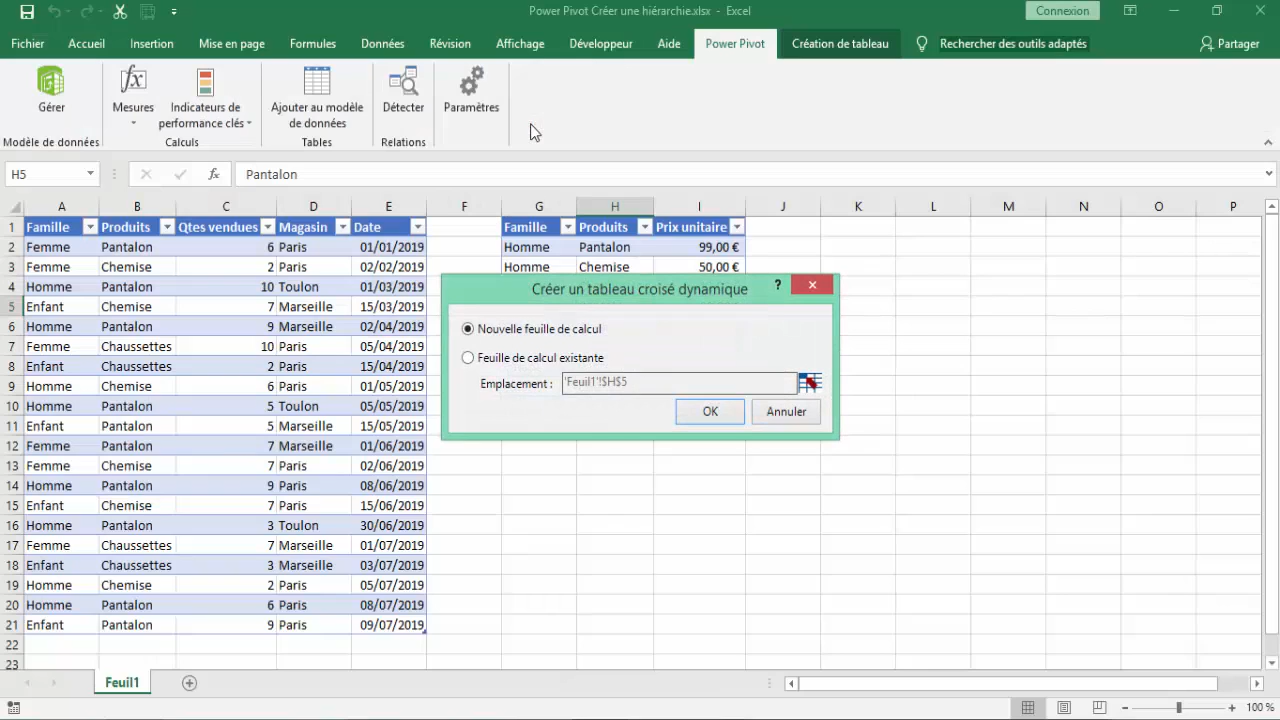 Power Pivot Créer une hiérarchie.xlsx - Excel
Connexion
Fichier Accueil Insertion Mise en page Formules Données Révision Affichage Développeur Aide Power Pivot Création de tableau Rechercher des outils adaptés Partager
Gérer
Mesures
Indicateurs de performance clés
Ajouter au modèle de données
Détecter
Paramètres
Modèle de données Calculs Tables Relations
H5 fx Pantalon
A B C D E F G H I J K L M N O P
1 Famille Produits Qtes vendues Magasin Date Famille Produits Prix unitaire
2 Femme Pantalon 6 Paris 01/01/2019 Homme Pantalon 99,00 €
3 Femme Chemise 2 Paris 02/02/2019 Homme Chemise 50,00 €
4 Homme Pantalon 10 Toulon 01/03/2019
5 Enfant Chemise 7 Marseille 15/03/2019
6 Homme Pantalon 9 Marseille 02/04/2019
7 Femme Chaussettes 10 Paris 05/04/2019
8 Enfant Chaussettes 2 Paris 15/04/2019
9 Homme Chemise 6 Paris 01/05/2019
10 Homme Pantalon 5 Toulon 05/05/2019
11 Enfant Pantalon 5 Marseille 15/05/2019
12 Femme Pantalon 7 Marseille 01/06/2019
13 Femme Chemise 7 Paris 02/06/2019
14 Homme Pantalon 9 Paris 08/06/2019
15 Enfant Chemise 7 Paris 15/06/2019
16 Homme Pantalon 3 Toulon 30/06/2019
17 Femme Chaussettes 7 Marseille 01/07/2019
18 Enfant Chaussettes 3 Marseille 03/07/2019
19 Homme Chemise 2 Paris 05/07/2019
20 Homme Pantalon 6 Paris 08/07/2019
21 Enfant Pantalon 9 Paris 09/07/2019
22
23
Créer un tableau croisé dynamique ?
Nouvelle feuille de calcul
Feuille de calcul existante
Emplacement : 'Feuil1'!$H$5
OK Annuler
Feuil1
100 %